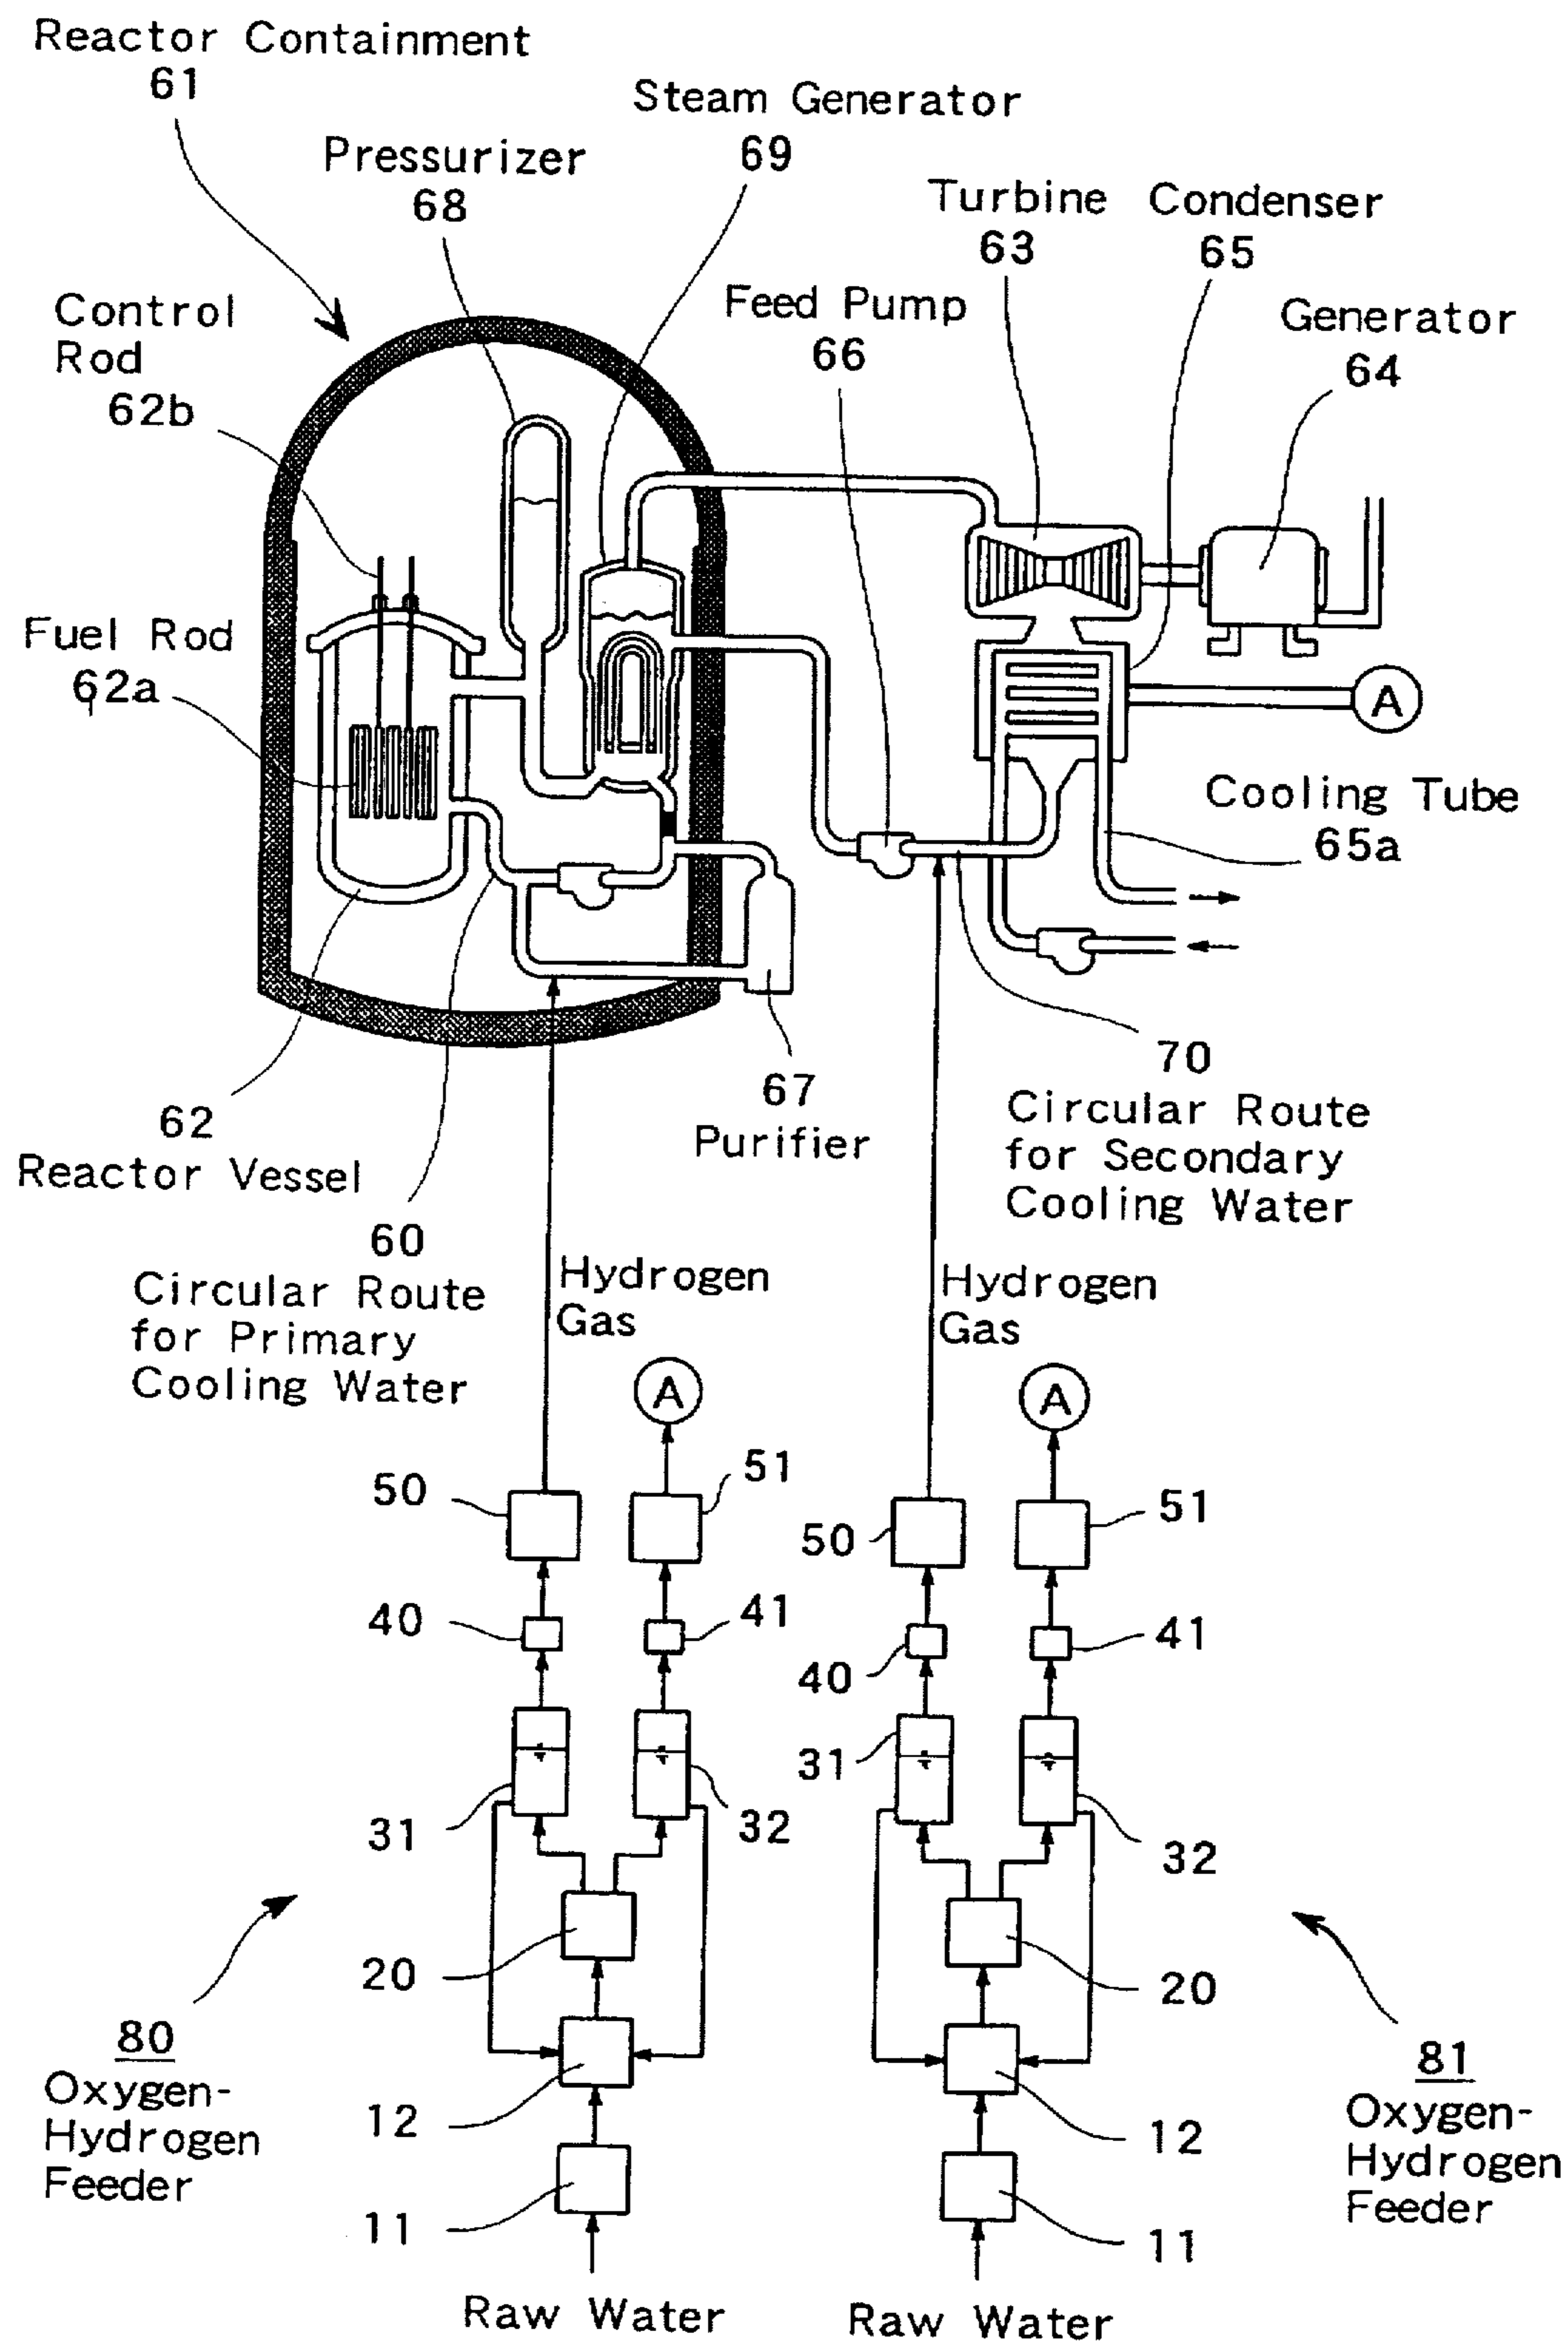 Reactor Containment
61
Steam Generator
69
Pressurizer
68
Turbine
63
Condenser
65
Feed Pump
66
Generator
64
Control
Rod
62b
Fuel Rod
62a
A
Cooling Tube
65a
62
Reactor Vessel
67
Purifier
70
Circular Route
for Secondary
Cooling Water
60
Circular Route
for Primary
Cooling Water
Hydrogen
Gas
Hydrogen
Gas
A
A
50
51
50
51
40
41
40
41
31
32
31
32
20
20
80
Oxygen-
Hydrogen
Feeder
81
Oxygen-
Hydrogen
Feeder
12
12
11
11
Raw Water
Raw Water